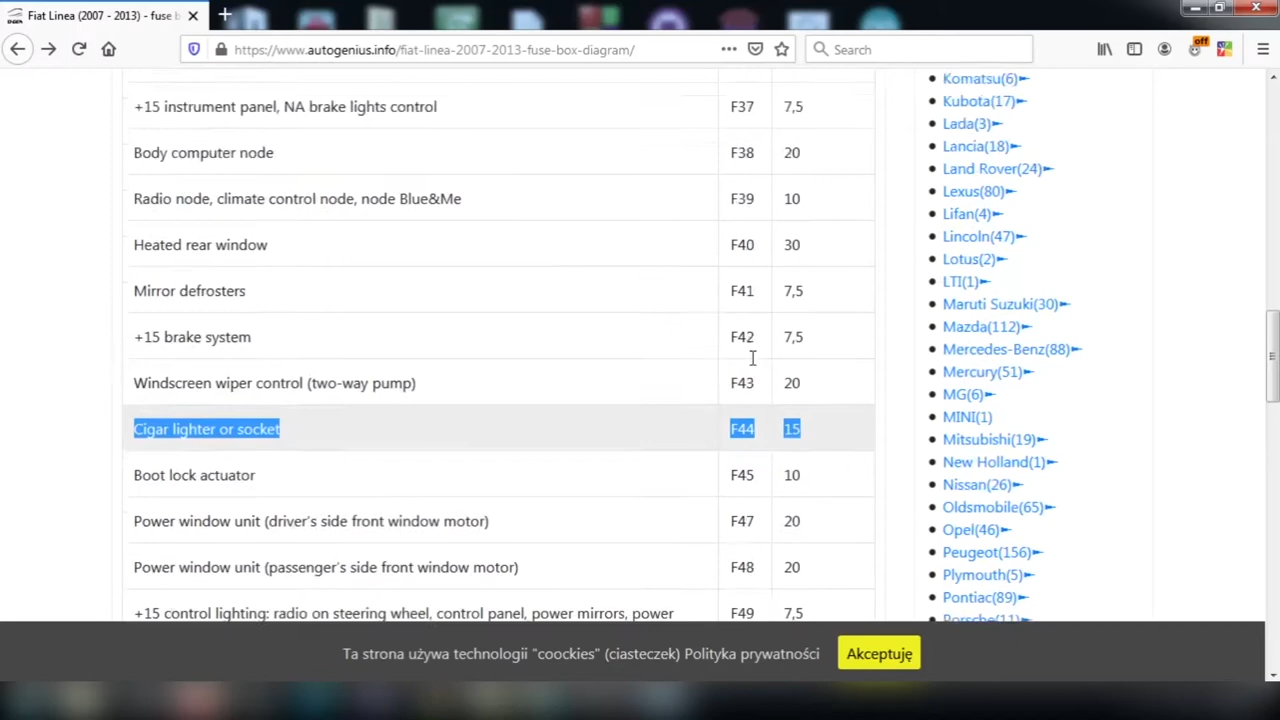 Fiat Linea (2007 - 2013) - fuse b
https://www.autogenius.info/fiat-linea-2007-2013-fuse-box-diagram/
Search
off
+15 instrument panel, NA brake lights control F37 7,5
Body computer node F38 20
Radio node, climate control node, node Blue&Me F39 10
Heated rear window F40 30
Mirror defrosters F41 7,5
+15 brake system F42 7,5
Windscreen wiper control (two-way pump) F43 20
Cigar lighter or socket F44 15
Boot lock actuator F45 10
Power window unit (driver's side front window motor) F47 20
Power window unit (passenger's side front window motor) F48 20
+15 control lighting: radio on steering wheel, control panel, power mirrors, power F49 7,5
Komatsu(6)
Kubota(17)
Lada(3)
Lancia(18)
Land Rover(24)
Lexus(80)
Lifan(4)
Lincoln(47)
Lotus(2)
LTI(1)
Maruti Suzuki(30)
Mazda(112)
Mercedes-Benz(88)
Mercury(51)
MG(6)
MINI(1)
Mitsubishi(19)
New Holland(1)
Nissan(26)
Oldsmobile(65)
Opel(46)
Peugeot(156)
Plymouth(5)
Pontiac(89)
Porsche(11)
Ta strona używa technologii "coockies" (ciasteczek) Polityka prywatności
Akceptuję